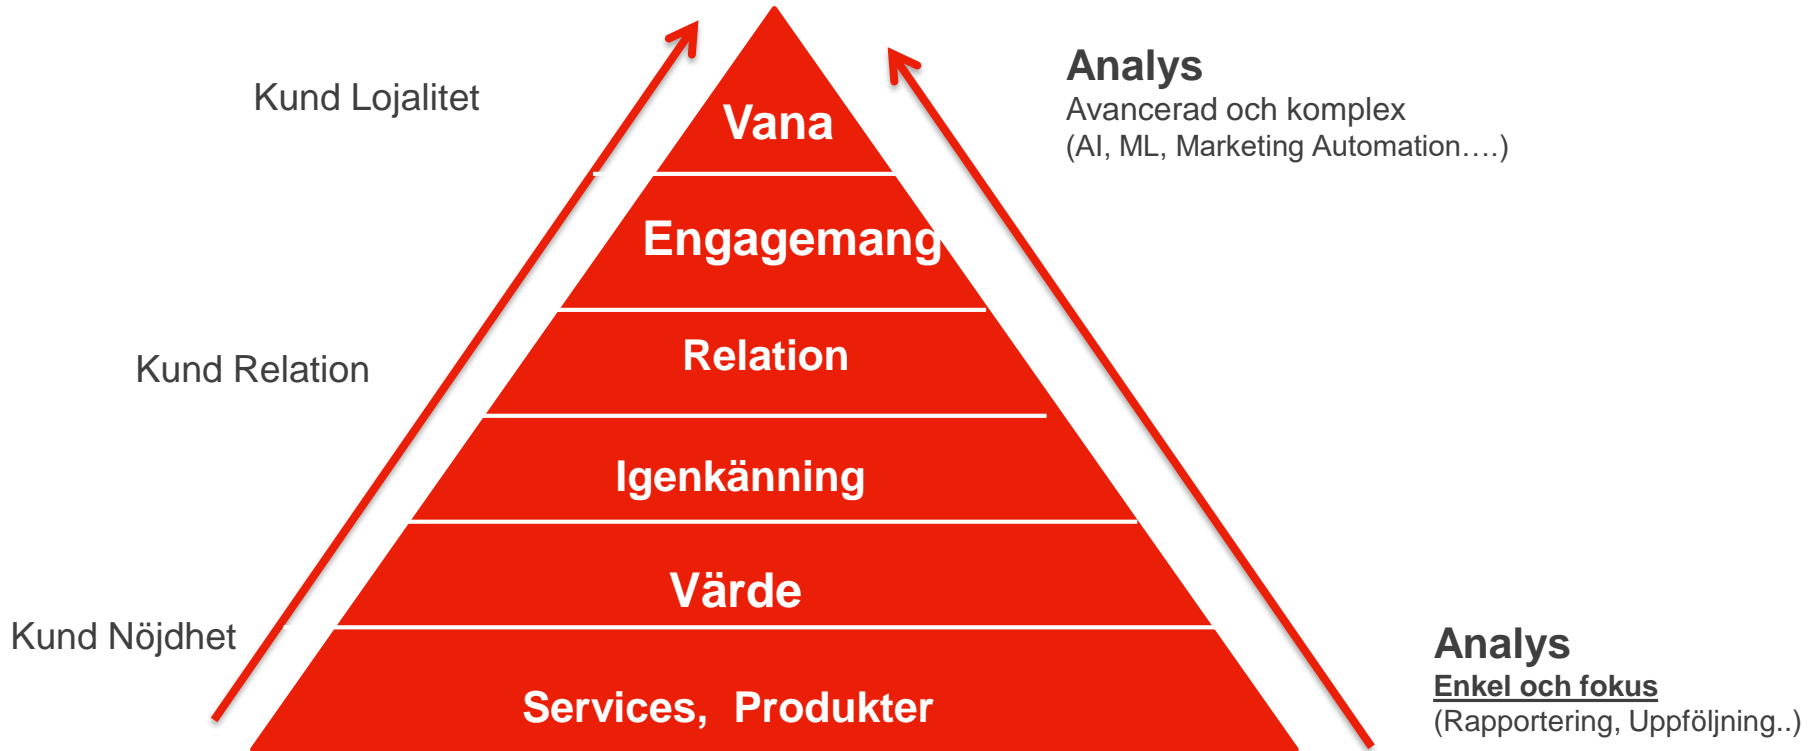 Analys
Kund Lojalitet
Avancerad och komplex
Vana
(AI, ML, Marketing Automation….)
Engagemang
Relation
Kund Relation
Igenkänning
Värde
Kund Nöjdhet
Analys
Enkel och fokus
Services, Produkter
(Rapportering, Uppföljning..)